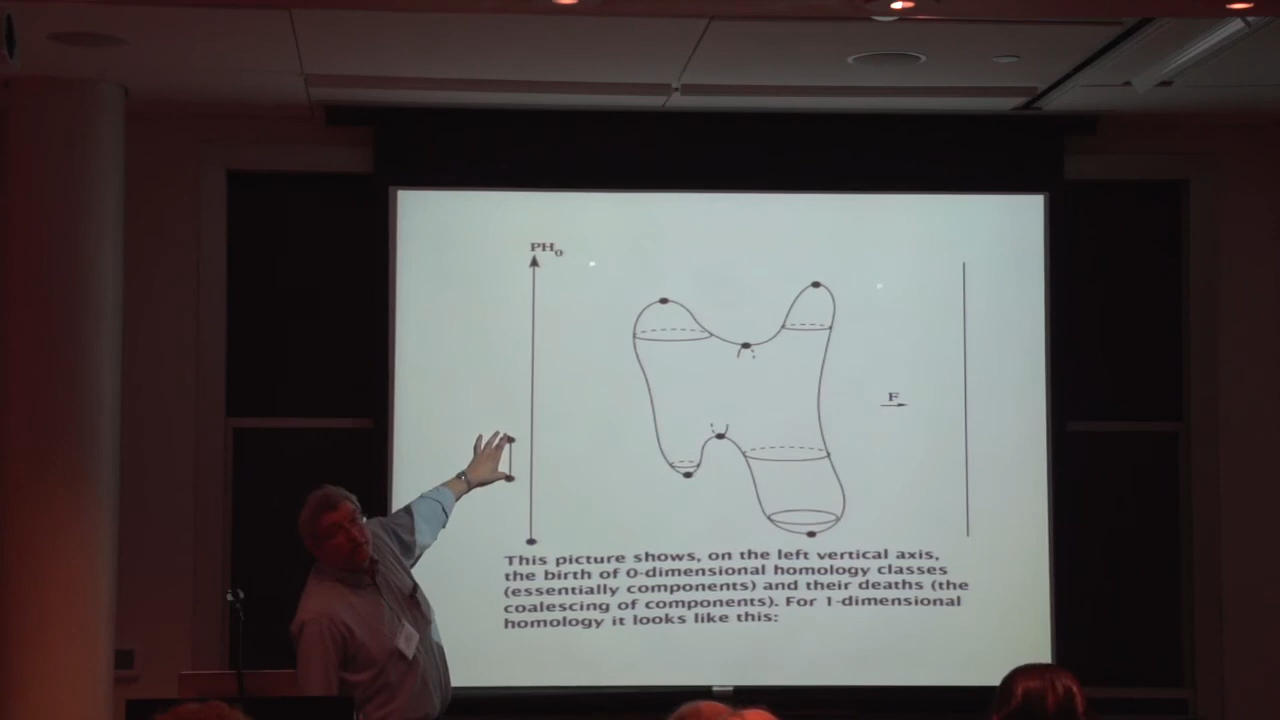 PH₀
F
This picture shows, on the left vertical axis,
the birth of 0-dimensional homology classes
(essentially components) and their deaths (the
coalescing of components). For 1-dimensional
homology it looks like this: